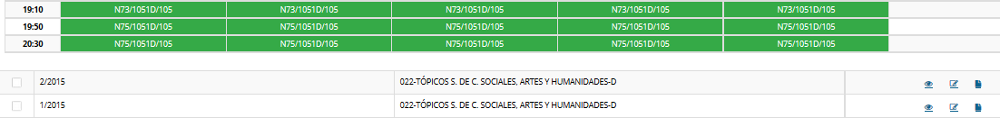 19:10 N73/1051D/105 N73/1051D/105 N73/1051D/105 N73/1051D/105 N73/1051D/105
19:50 N75/1051D/105 N75/1051D/105 N75/1051D/105 N75/1051D/105 N75/1051D/105
20:30 N75/1051D/105 N75/1051D/105 N75/1051D/105 N75/1051D/105 N75/1051D/105
2/2015 022-TÓPICOS S. DE C. SOCIALES, ARTES Y HUMANIDADES-D
1/2015 022-TÓPICOS S. DE C. SOCIALES, ARTES Y HUMANIDADES-D